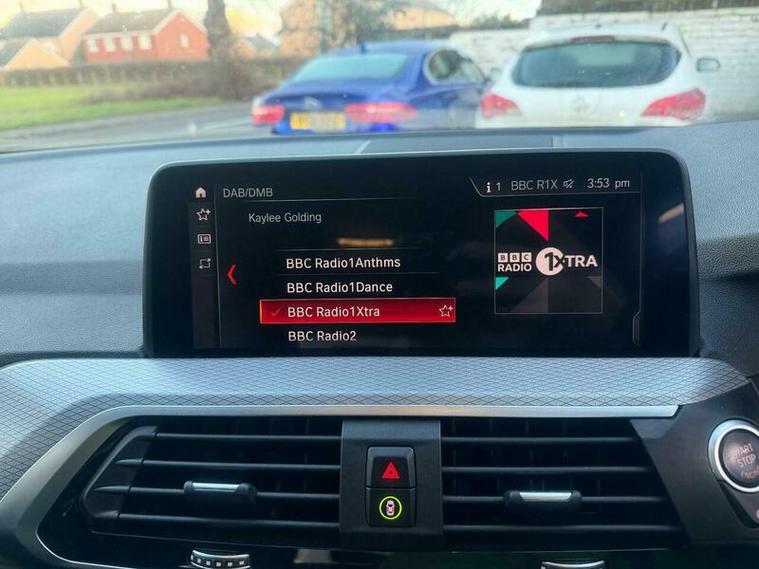 DAB/DMB
1 BBC R1X 3:53 pm
Kaylee Golding
BBC Radio1Anthms
BBC Radio1Dance
BBC Radio1Xtra
BBC Radio2
BBC
RADIO
1XTRA
START
STOP